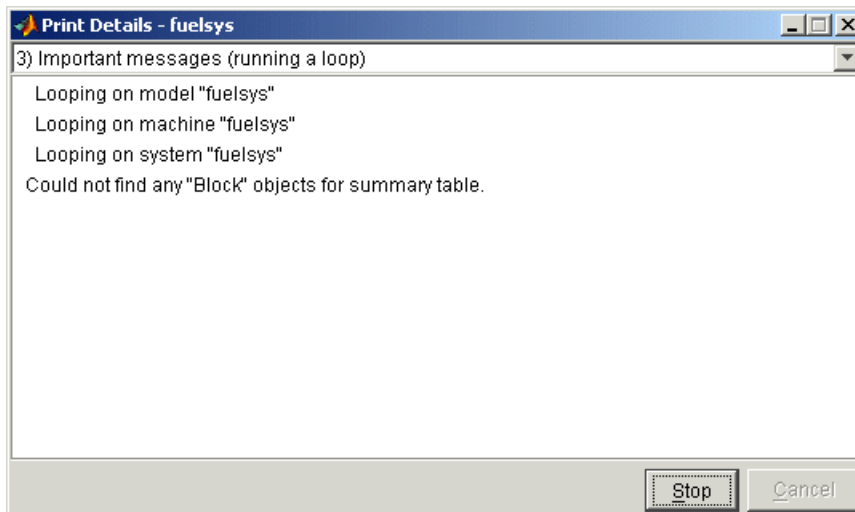 Print Details - fuelsys
3) Important messages (running a loop)
Looping on model "fuelsys"
Looping on machine "fuelsys"
Looping on system "fuelsys"
Could not find any "Block" objects for summary table.
Stop Cancel